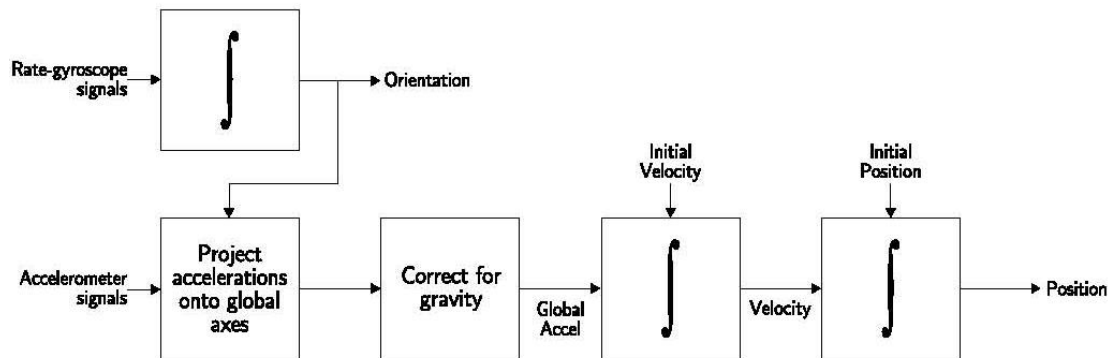 Rate-gyroscope
signals
Orientation
Initial
Velocity
Initial
Position
Accelerometer
signals
Project
accelerations
onto global
axes
Correct for
gravity
Global
Accel
Velocity
Position